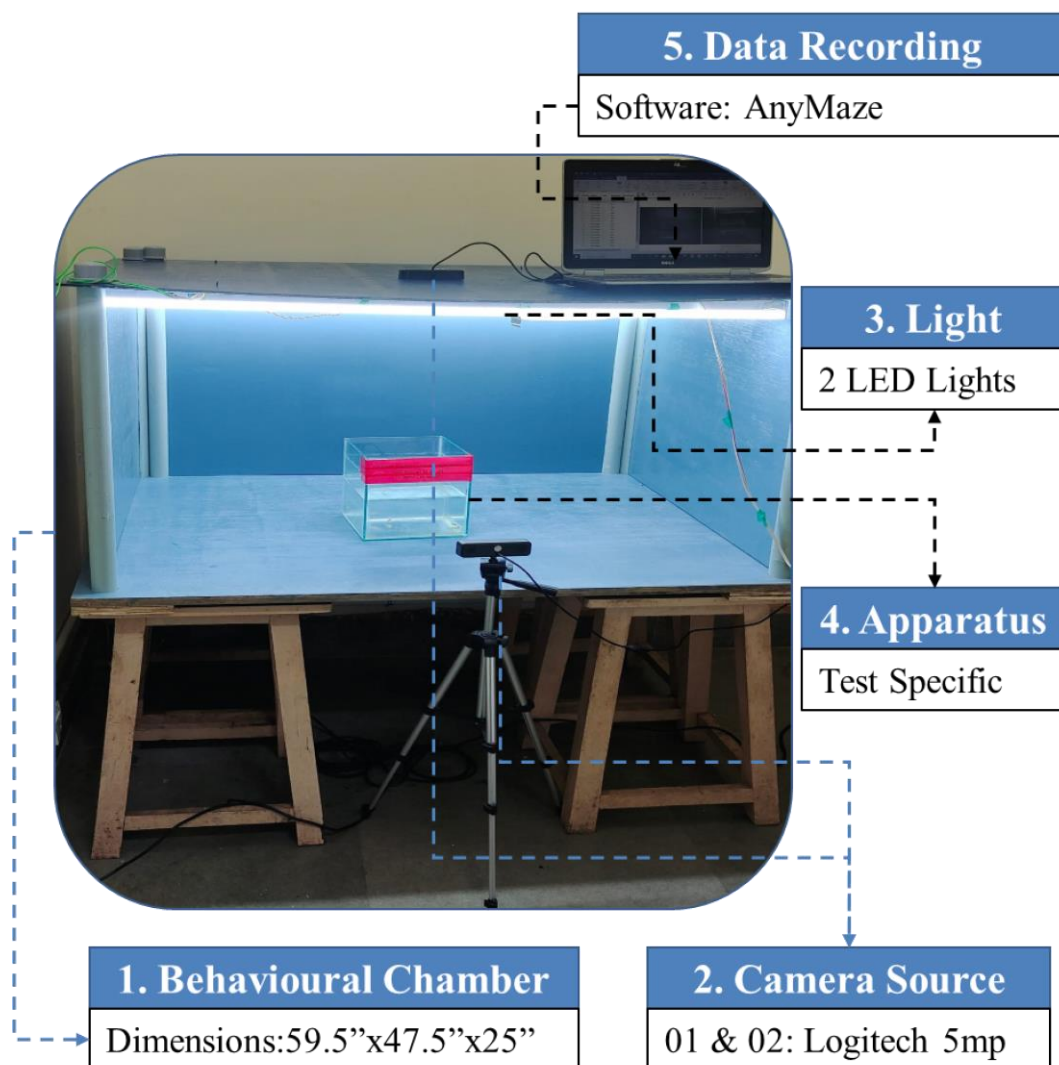 5. Data Recording
Software: AnyMaze
3. Light
2 LED Lights
4. Apparatus
Test Specific
1. Behavioural Chamber
Dimensions:59.5”x47.5”x25”
2. Camera Source
01 & 02: Logitech 5mp